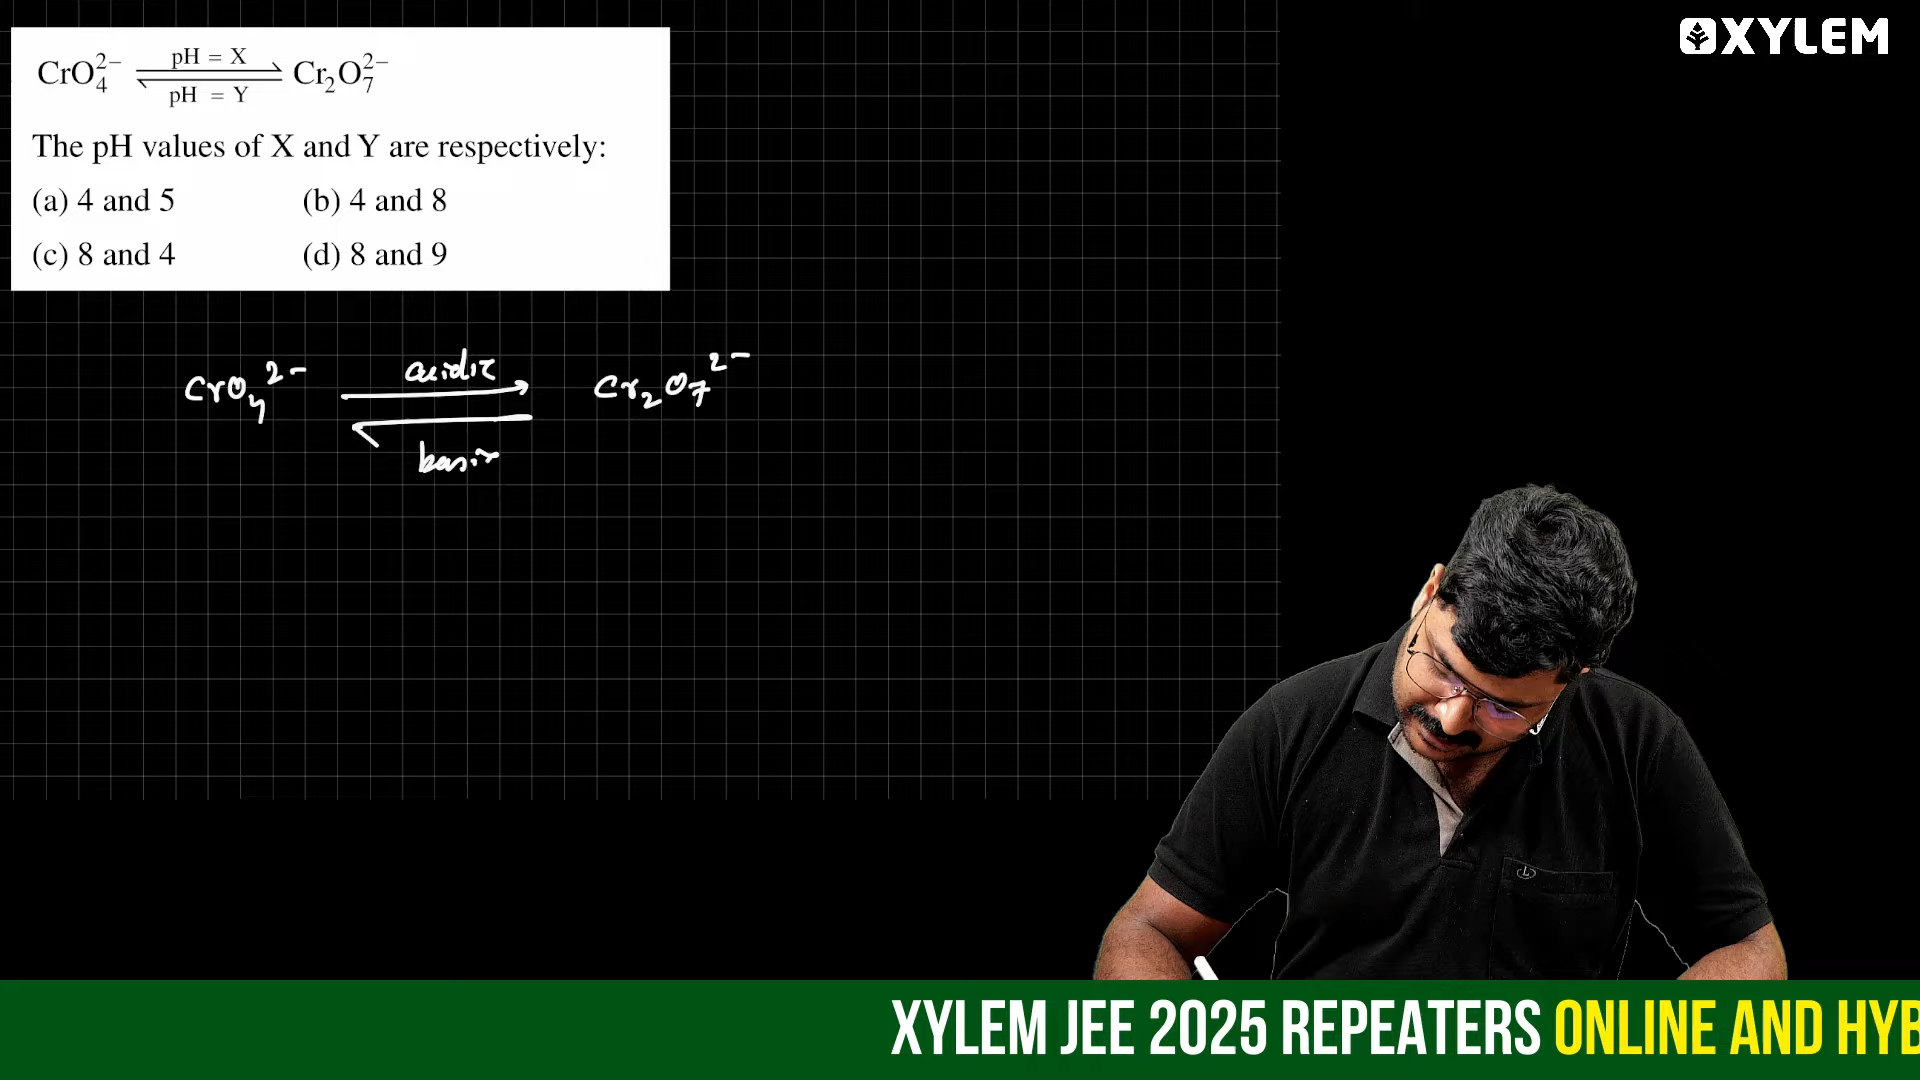 XYLEM
CrO₄²⁻ pH = X ⇌ pH = Y Cr₂O₇²⁻
The pH values of X and Y are respectively:
(a) 4 and 5 (b) 4 and 8
(c) 8 and 4 (d) 8 and 9
CrO₄²⁻ acidic ⇌ basic Cr₂O₇²⁻
XYLEM JEE 2025 REPEATERS ONLINE AND HYB